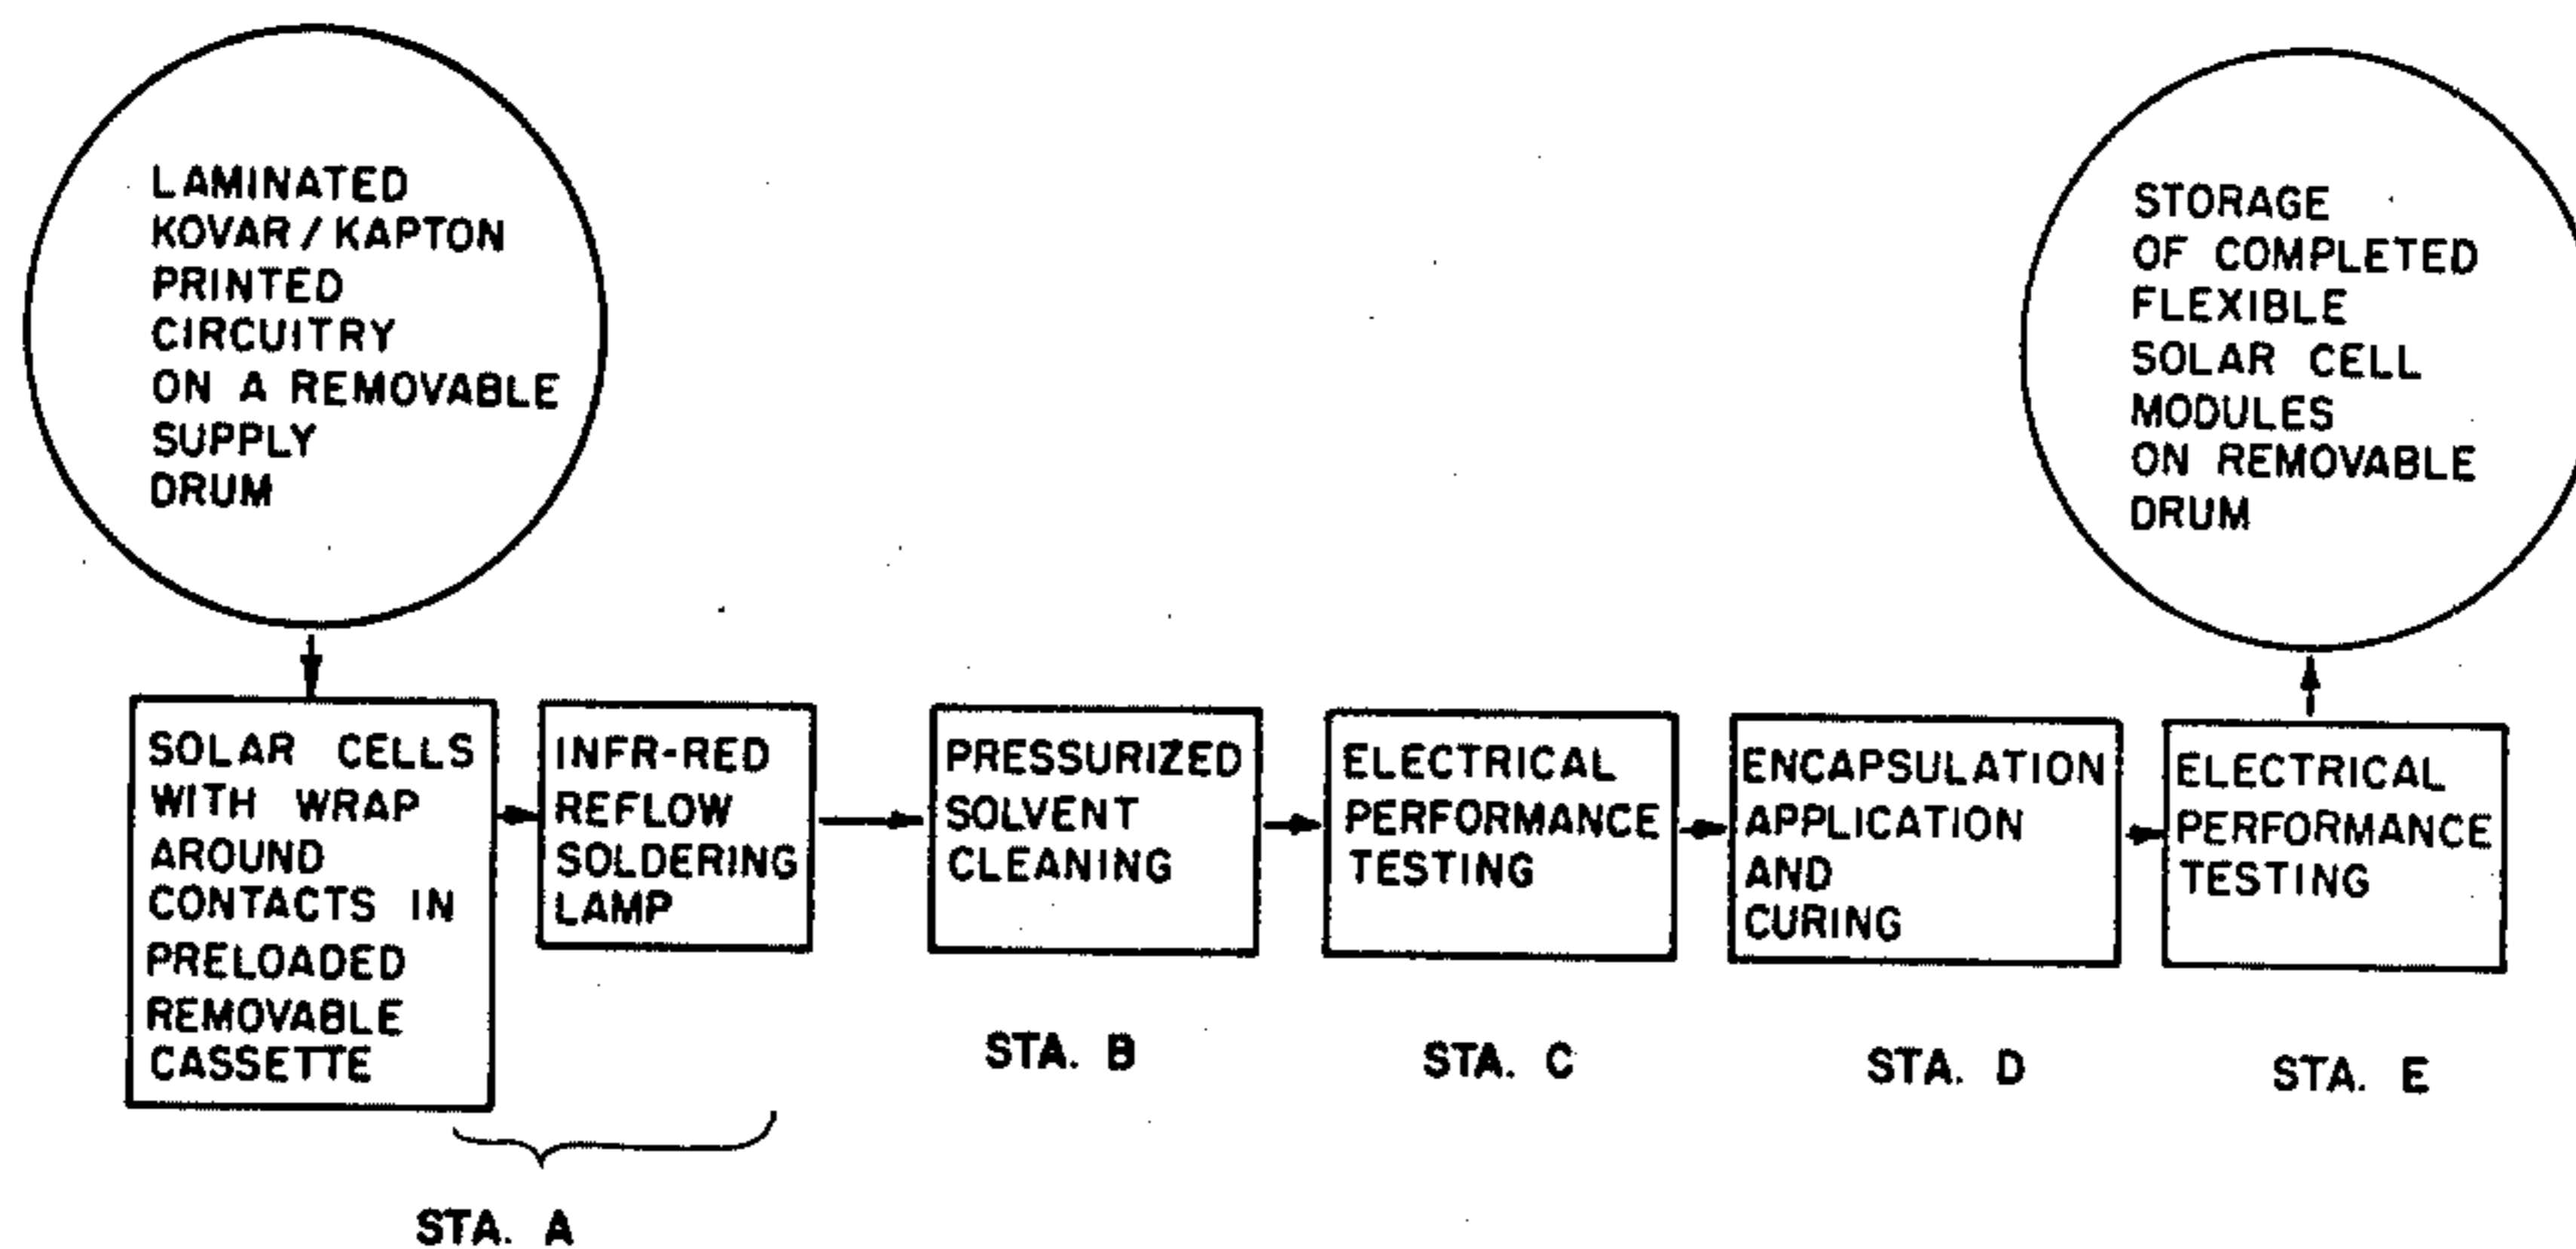 LAMINATED
KOVAR / KAPTON
PRINTED
CIRCUITRY
ON A REMOVABLE
SUPPLY
DRUM
STORAGE
OF COMPLETED
FLEXIBLE
SOLAR CELL
MODULES
ON REMOVABLE
DRUM
SOLAR CELLS
WITH WRAP
AROUND
CONTACTS IN
PRELOADED
REMOVABLE
CASSETTE
INFR-RED
REFLOW
SOLDERING
LAMP
PRESSURIZED
SOLVENT
CLEANING
ELECTRICAL
PERFORMANCE
TESTING
ENCAPSULATION
APPLICATION
AND
CURING
ELECTRICAL
PERFORMANCE
TESTING
STA. A
STA. B
STA. C
STA. D
STA. E